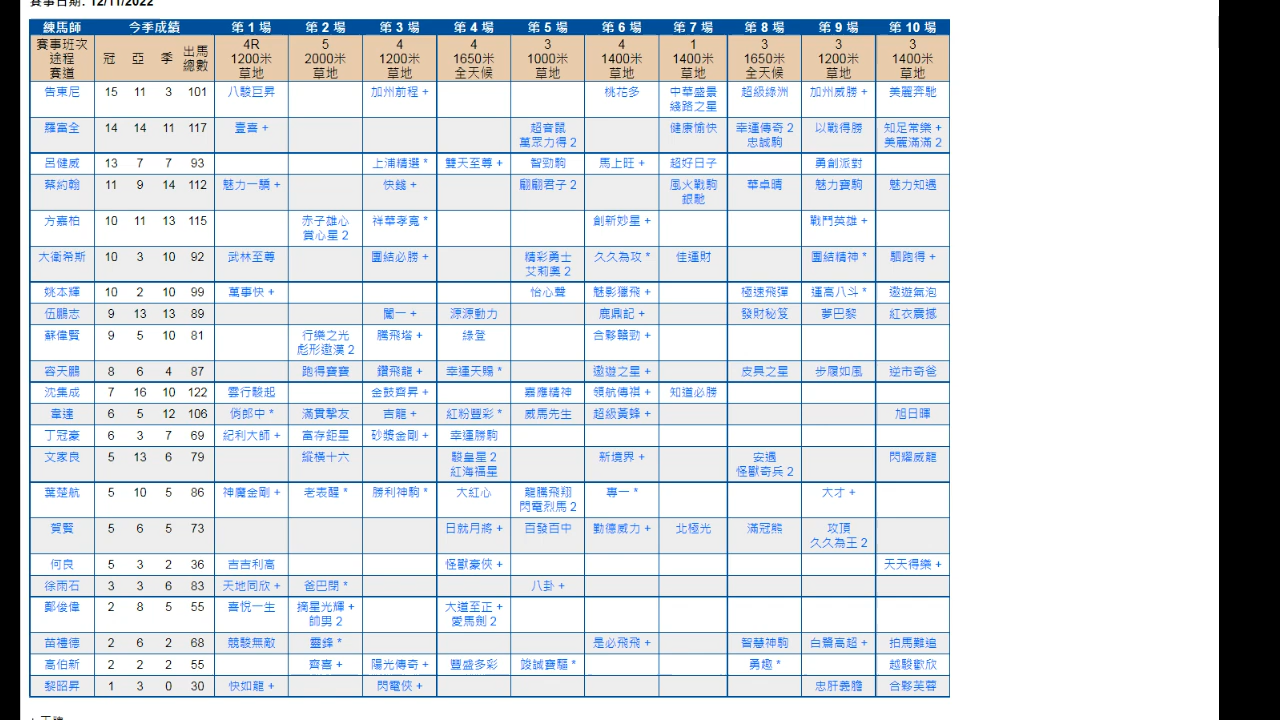 賽事日期: 12/11/2022
練馬師 今季成績 第 1 場 第 2 場 第 3 場 第 4 場 第 5 場 第 6 場 第 7 場 第 8 場 第 9 場 第 10 場
賽事班次 冠 亞 季 出馬 4R 5 4 4 3 4 1 3 3 3
途程 總數 1200米 2000米 1200米 1650米 1000米 1400米 1400米 1650米 1200米 1400米
賽道 草地 草地 草地 全天候 草地 草地 草地 全天候 草地 草地
告東尼 15 11 3 101 八駿巨昇 加州前程 + 桃花多 中華盛景 超級綠洲 加州威勝 + 美麗奔馳
綫路之星
羅富全 14 14 11 117 壹喜 + 超音鼠 健康愉快 幸運傳奇 2 以戰得勝 知足常樂 +
萬眾力得 2 忠誠駒 美麗滿滿 2
呂健威 13 7 7 93 上浦精選 * 雙天至尊 + 智勁駒 馬上旺 + 超好日子 勇創派對
蔡約翰 11 9 14 112 魅力一驕 + 快錢 + 翩翩君子 2 風火戰駒 華卓晴 魅力寶駒 魅力知遇
銀馳
方嘉柏 10 11 13 115 赤子雄心 祥華孝寬 * 創新妙星 + 戰鬥英雄 +
賞心星 2
大衛希斯 10 3 10 92 武林至尊 團結必勝 + 精彩勇士 久久為攻 * 佳運財 團結精神 * 驫跑得 +
艾莉奧 2
姚本輝 10 2 10 99 萬事快 + 怡心聲 魅影獵飛 + 極速飛彈 運高八斗 * 遨遊氣泡
伍鵬志 9 13 13 89 蘭一 + 源源動力 鹿鼎記 + 發財秘笈 夢巴黎 紅衣震撼
蘇偉賢 9 5 10 81 行樂之光 騰飛塔 + 綠登 合夥贛勁 +
彪形遨漢 2
容天鵬 8 6 4 87 跑得寶寶 鑽飛龍 + 幸運天賜 * 遨遊之星 + 皮具之星 步履如風 逆市奇爸
沈集成 7 16 10 122 雲行駿起 金鼓齊昇 + 嘉應精神 領航傳祺 + 知道必勝
韋達 6 5 12 106 俏郎中 * 滿貫摯友 吉龍 + 紅粉豐彩 * 威馬先生 超級黃蜂 + 旭日暉
丁冠豪 6 3 7 69 紀利大師 + 富存鉅星 砂漿金剛 + 幸運勝駒
文家良 5 13 6 79 縱橫十六 駿皇星 2 新境界 + 安遇 閃耀威龍
紅海福星 怪獸奇兵 2
葉楚航 5 10 5 86 神魔金剛 + 老表醒 * 勝利神駒 * 大紅心 龍騰飛翔 專一 * 大才 +
閃電烈馬 2
賀賢 5 6 5 73 日就月將 + 百發百中 勤德威力 + 北極光 滿冠熊 攻頂
久久為王 2
何良 5 3 2 36 吉吉利高 怪獸豪俠 + 天天得樂 +
徐雨石 3 3 6 83 天地同欣 + 爸巴閉 * 八卦 +
鄭俊偉 2 8 5 55 喜悅一生 摘星光輝 + 大道至正 +
帥男 2 愛馬劍 2
苗禮德 2 6 2 68 競駿無敵 靈鋒 * 是必飛飛 + 智慧神駒 白鷺高超 + 拍馬難追
高伯新 2 2 2 55 齊喜 + 陽光傳奇 + 豐盛多彩 竣誠寶驅 * 勇趣 * 越駿歡欣
黎昭昇 1 3 0 30 快如龍 + 閃電俠 + 忠肝義膽 合夥芙蓉